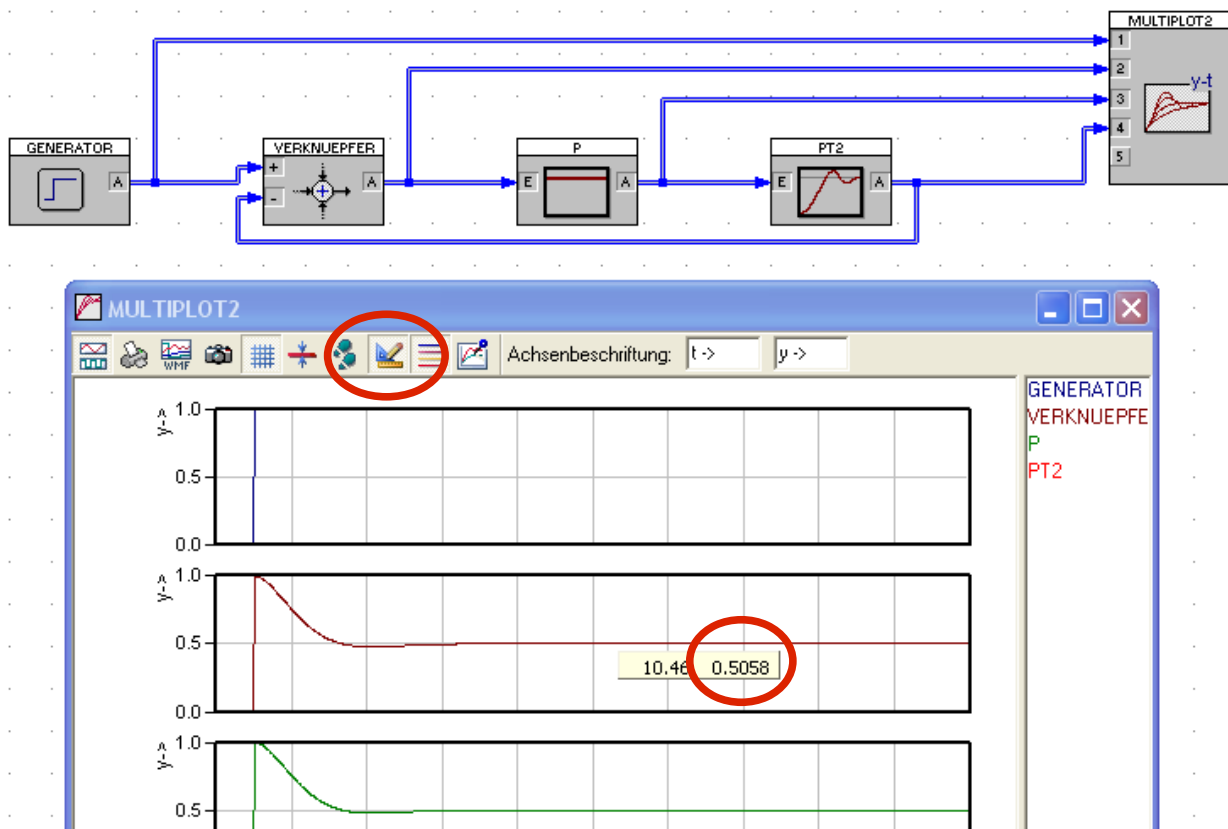 MULTIPLOT2
1
2
y-t
3
4
5
GENERATOR
A
VERKNUEPFER
+
-
A
P
E
A
PT2
E
A
MULTIPLOT2
WMF
Achsenbeschriftung: t-> y->
GENERATOR
VERKNUEPFE
P
PT2
y->
1.0
0.5
0.0
y->
1.0
0.5
10.46 0.5058
0.0
y->
1.0
0.5